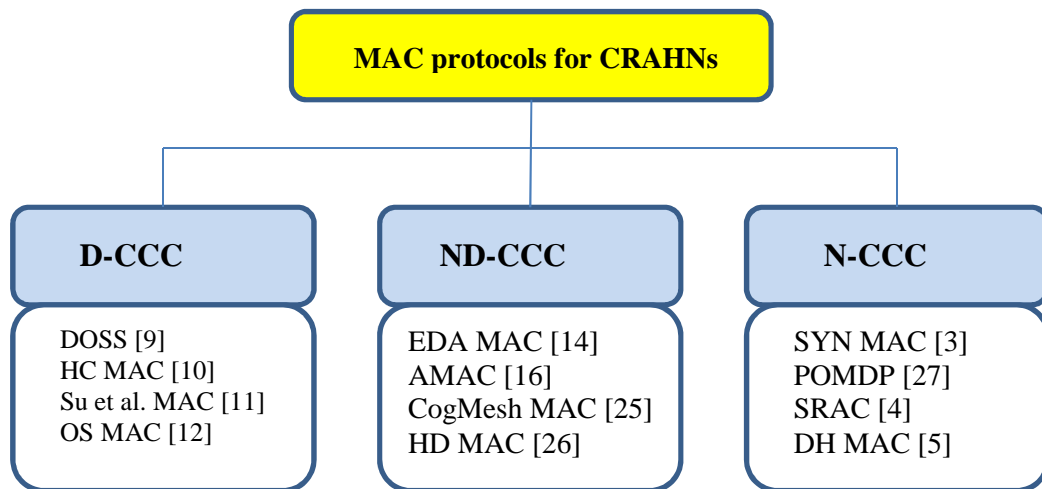 MAC protocols for CRAHNs
D-CCC
DOSS [9]
HC MAC [10]
Su et al. MAC [11]
OS MAC [12]
ND-CCC
EDA MAC [14]
AMAC [16]
CogMesh MAC [25]
HD MAC [26]
N-CCC
SYN MAC [3]
POMDP [27]
SRAC [4]
DH MAC [5]